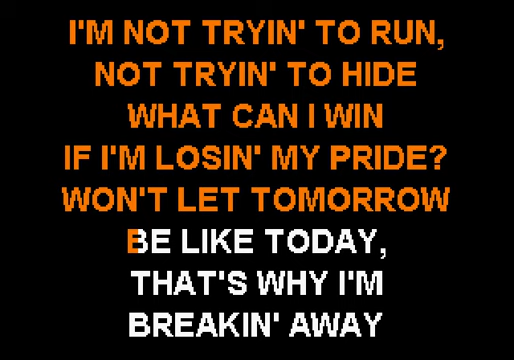 I'M NOT TRYIN' TO RUN,
NOT TRYIN' TO HIDE
WHAT CAN I WIN
IF I'M LOSIN' MY PRIDE?
WON'T LET TOMORROW
BE LIKE TODAY,
THAT'S WHY I'M
BREAKIN' AWAY